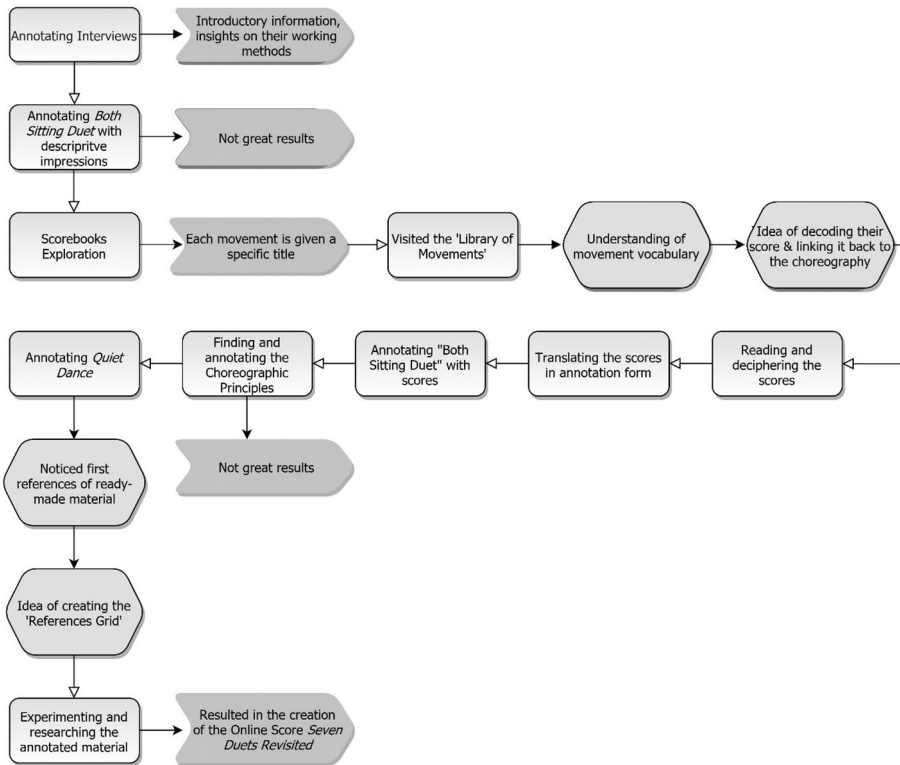 Annotating Interviews
Introductory information,
insights on their working
methods
Annotating Both
Sitting Duet with
descripritve
impressions
Not great results
Scorebooks
Exploration
Each movement is given a
specific title
Visited the 'Library of
Movements'
Understanding of
movement vocabulary
Idea of decoding their
score & linking it back to
the choreography
Annotating Quiet
Dance
Finding and
annotating the
Choreographic
Principles
Annotating "Both
Sitting Duet" with
scores
Translating the scores
in annotation form
Reading and
deciphering the
scores
Noticed first
references of ready-
made material
Not great results
Idea of creating the
'References Grid'
Experimenting and
researching the
annotated material
Resulted in the creation
of the Online Score Seven
Duets Revisited